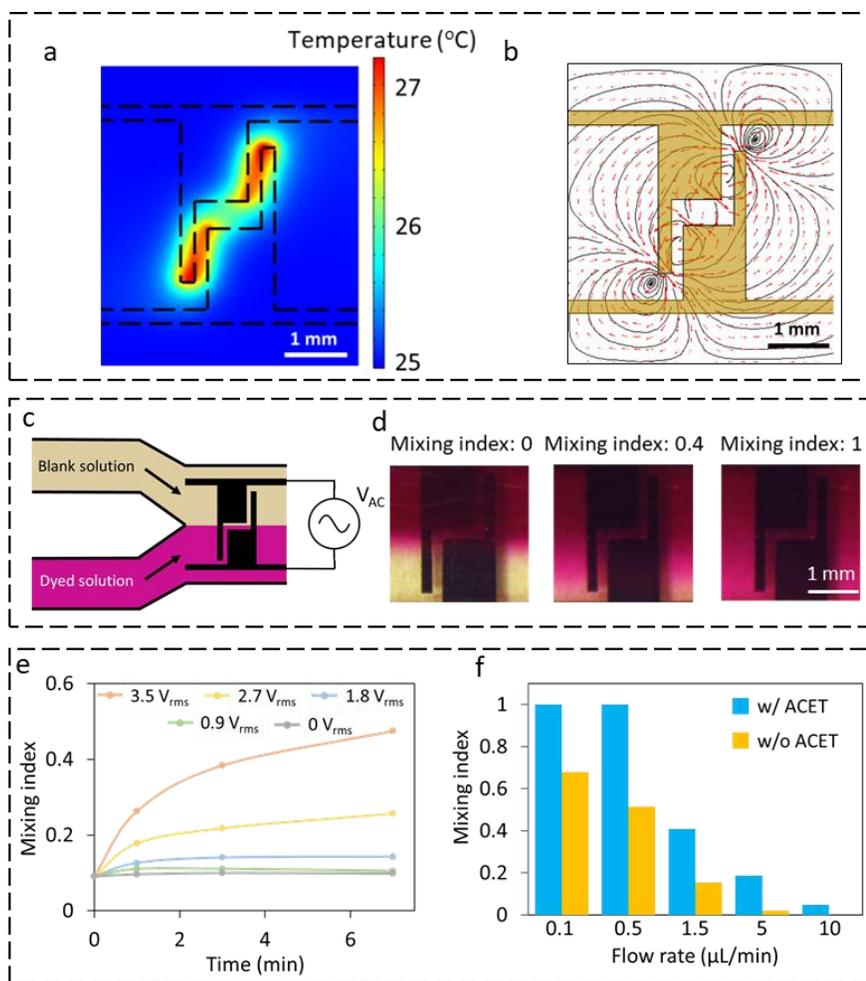 a
Temperature (°C)
27
26
25
1 mm
b
1 mm
c
Blank solution
Dyed solution
V_AC
d
Mixing index: 0
Mixing index: 0.4
Mixing index: 1
1 mm
e
3.5 V_rms
2.7 V_rms
1.8 V_rms
0.9 V_rms
0 V_rms
Mixing index
0.6
0.4
0.2
0
0
2
4
6
Time (min)
f
w/ ACET
w/o ACET
Mixing index
1
0.8
0.6
0.4
0.2
0
0.1
0.5
1.5
5
10
Flow rate (µL/min)